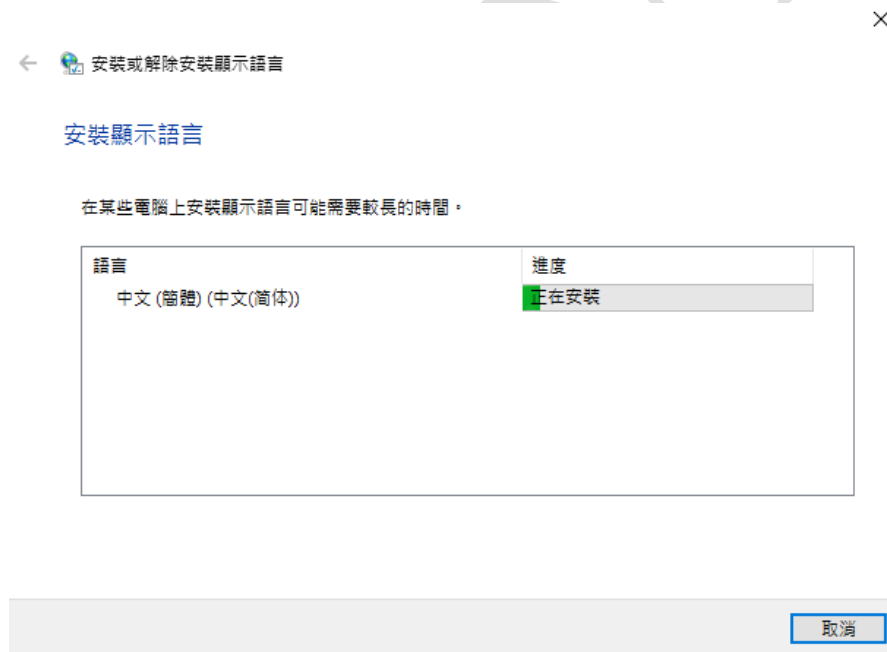 安裝或解除安裝顯示語言
安裝顯示語言
在某些電腦上安裝顯示語言可能需要較長的時間。
語言 進度
中文 (簡體) (中文(简体)) 正在安裝
取消